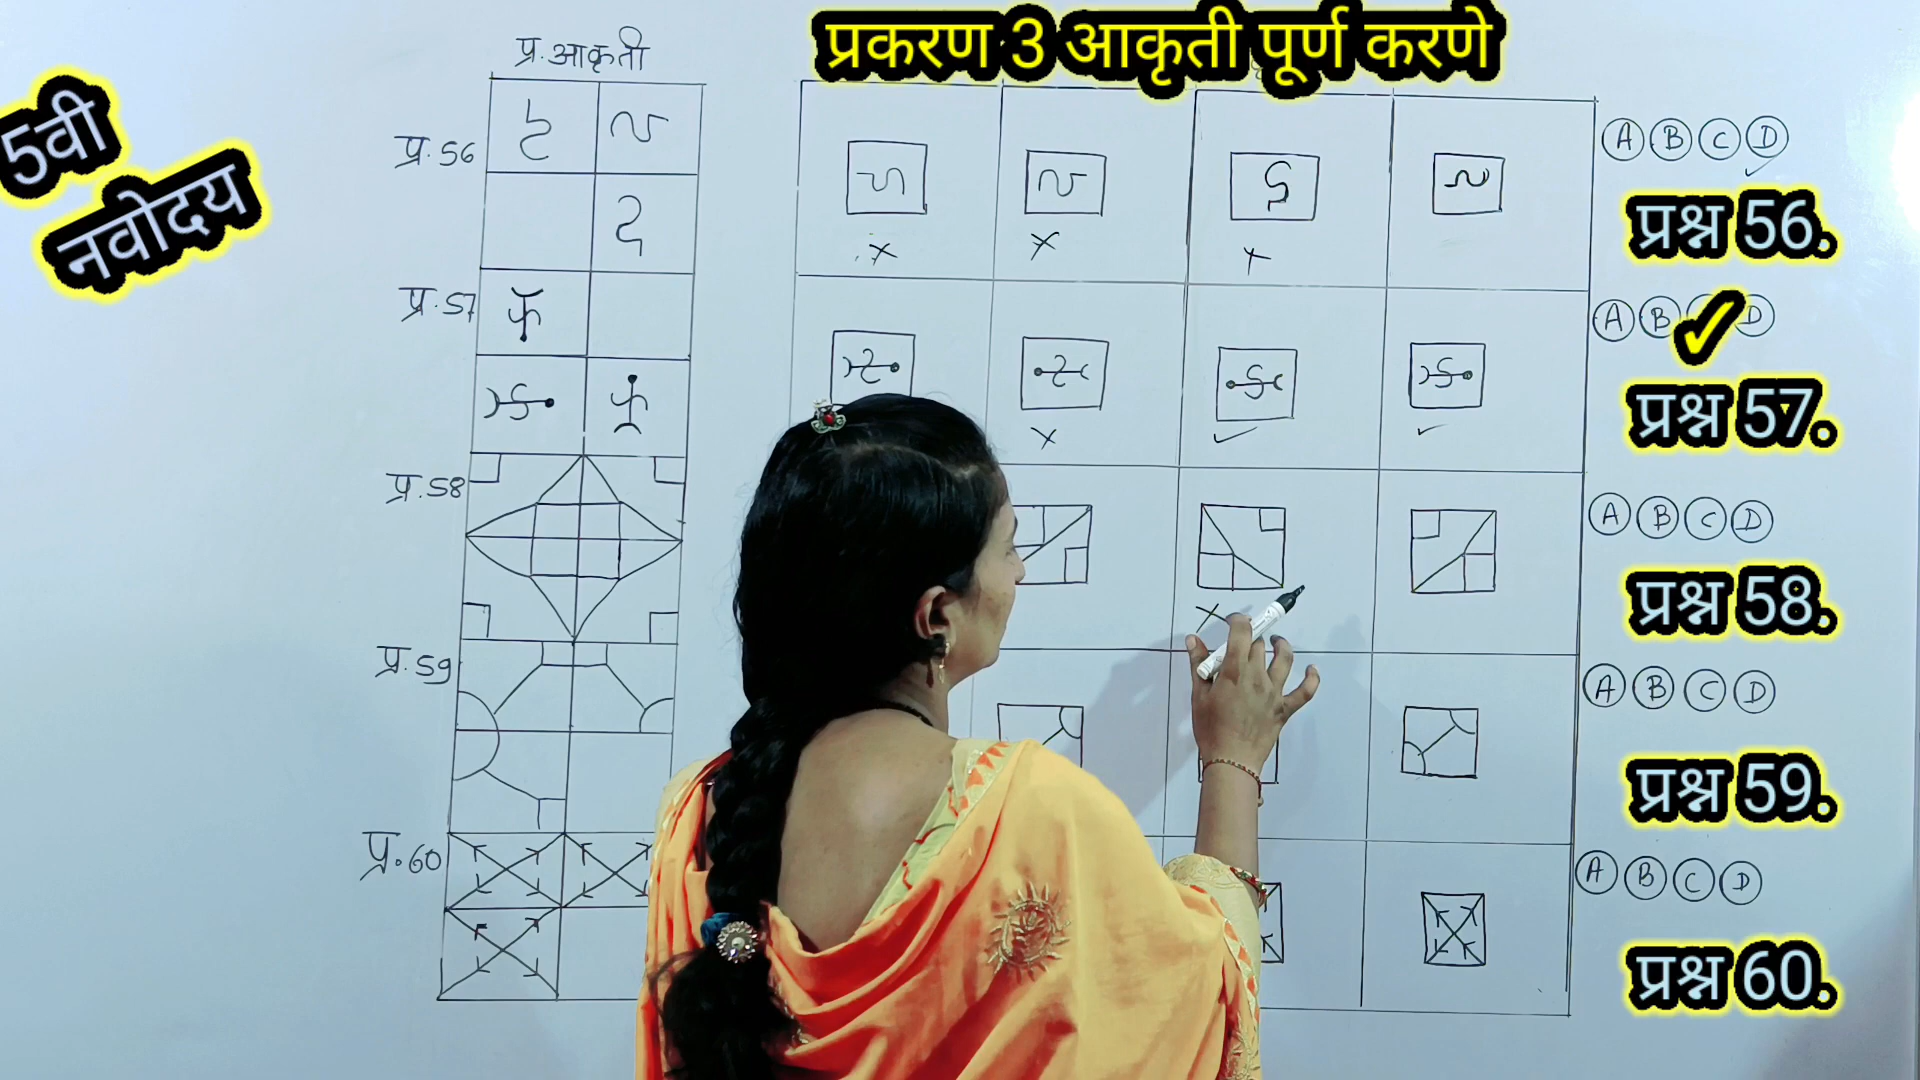 प्रकरण 3 आकृती पूर्ण करणे
5वी
नवोदय
प्र.आकृती
प्र.56
A B C D
प्रश्न 56.
प्र.57
A B D
प्रश्न 57.
प्र.58
A B C D
प्रश्न 58.
प्र.59
A B C D
प्रश्न 59.
प्र.60
A B C D
प्रश्न 60.